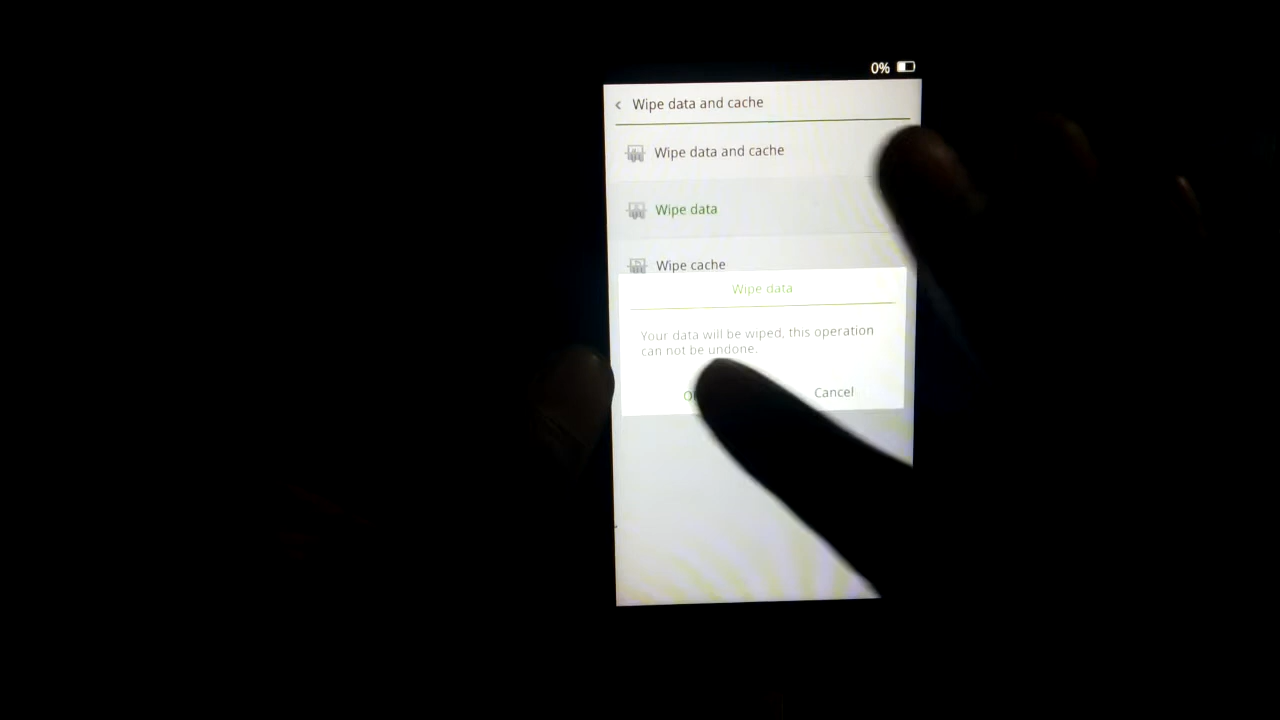 0%
Wipe data and cache
Wipe data and cache
Wipe data
Wipe cache
Wipe data
Your data will be wiped, this operation
can not be undone.
Cancel